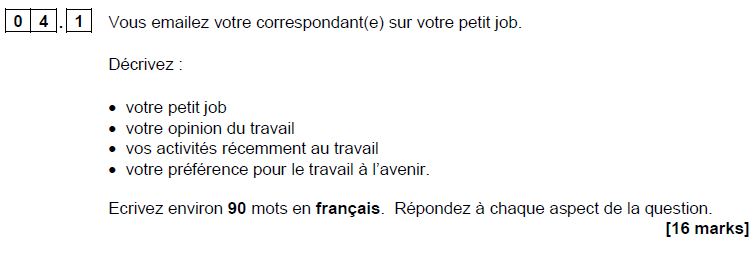 04.1 Vous emailez votre correspondant(e) sur votre petit job.
Décrivez :
• votre petit job
• votre opinion du travail
• vos activités récemment au travail
• votre préférence pour le travail à l'avenir.
Ecrivez environ 90 mots en français. Répondez à chaque aspect de la question.
[16 marks]